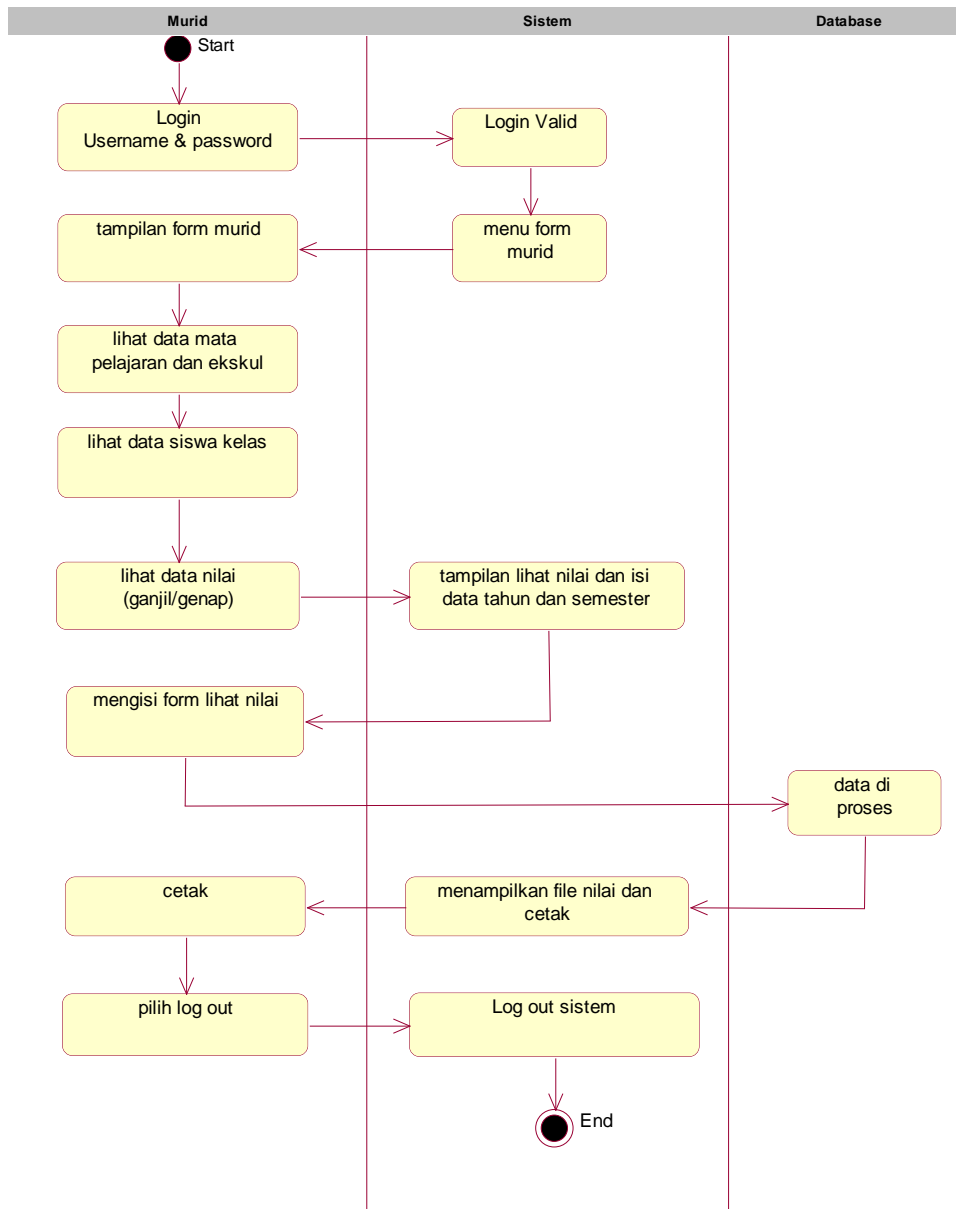 Murid
Sistem
Database
Start
Login
Username & password
Login Valid
tampilan form murid
menu form
murid
lihat data mata
pelajaran dan ekskul
lihat data siswa kelas
lihat data nilai
(ganjil/genap)
tampilan lihat nilai dan isi
data tahun dan semester
mengisi form lihat nilai
data di
proses
cetak
menampilkan file nilai dan
cetak
pilih log out
Log out sistem
End